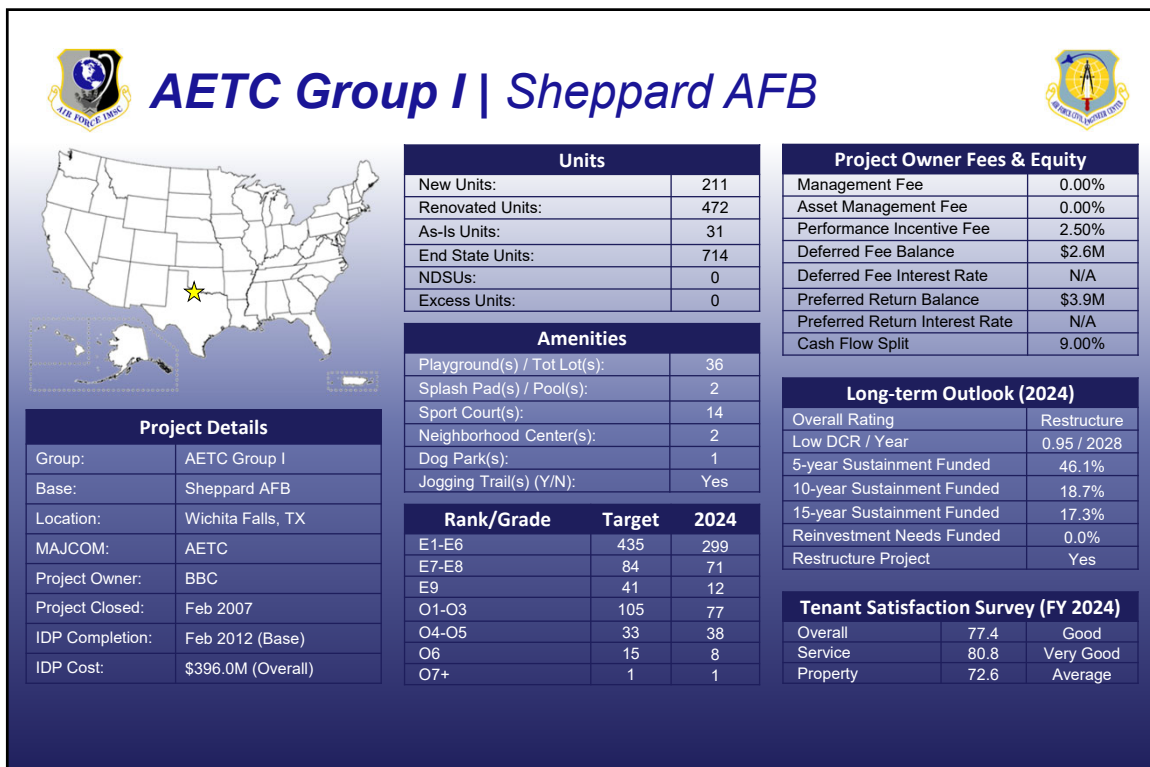 AIR FORCE IMSC
AETC Group I | Sheppard AFB
AIR FORCE CIVIL ENGINEER CENTER
Project Details
Group: AETC Group I
Base: Sheppard AFB
Location: Wichita Falls, TX
MAJCOM: AETC
Project Owner: BBC
Project Closed: Feb 2007
IDP Completion: Feb 2012 (Base)
IDP Cost: $396.0M (Overall)
Units
New Units: 211
Renovated Units: 472
As-Is Units: 31
End State Units: 714
NDSUs: 0
Excess Units: 0
Amenities
Playground(s) / Tot Lot(s): 36
Splash Pad(s) / Pool(s): 2
Sport Court(s): 14
Neighborhood Center(s): 2
Dog Park(s): 1
Jogging Trail(s) (Y/N): Yes
Rank/Grade Target 2024
E1-E6 435 299
E7-E8 84 71
E9 41 12
O1-O3 105 77
O4-O5 33 38
O6 15 8
O7+ 1 1
Project Owner Fees & Equity
Management Fee 0.00%
Asset Management Fee 0.00%
Performance Incentive Fee 2.50%
Deferred Fee Balance $2.6M
Deferred Fee Interest Rate N/A
Preferred Return Balance $3.9M
Preferred Return Interest Rate N/A
Cash Flow Split 9.00%
Long-term Outlook (2024)
Overall Rating Restructure
Low DCR / Year 0.95 / 2028
5-year Sustainment Funded 46.1%
10-year Sustainment Funded 18.7%
15-year Sustainment Funded 17.3%
Reinvestment Needs Funded 0.0%
Restructure Project Yes
Tenant Satisfaction Survey (FY 2024)
Overall 77.4 Good
Service 80.8 Very Good
Property 72.6 Average